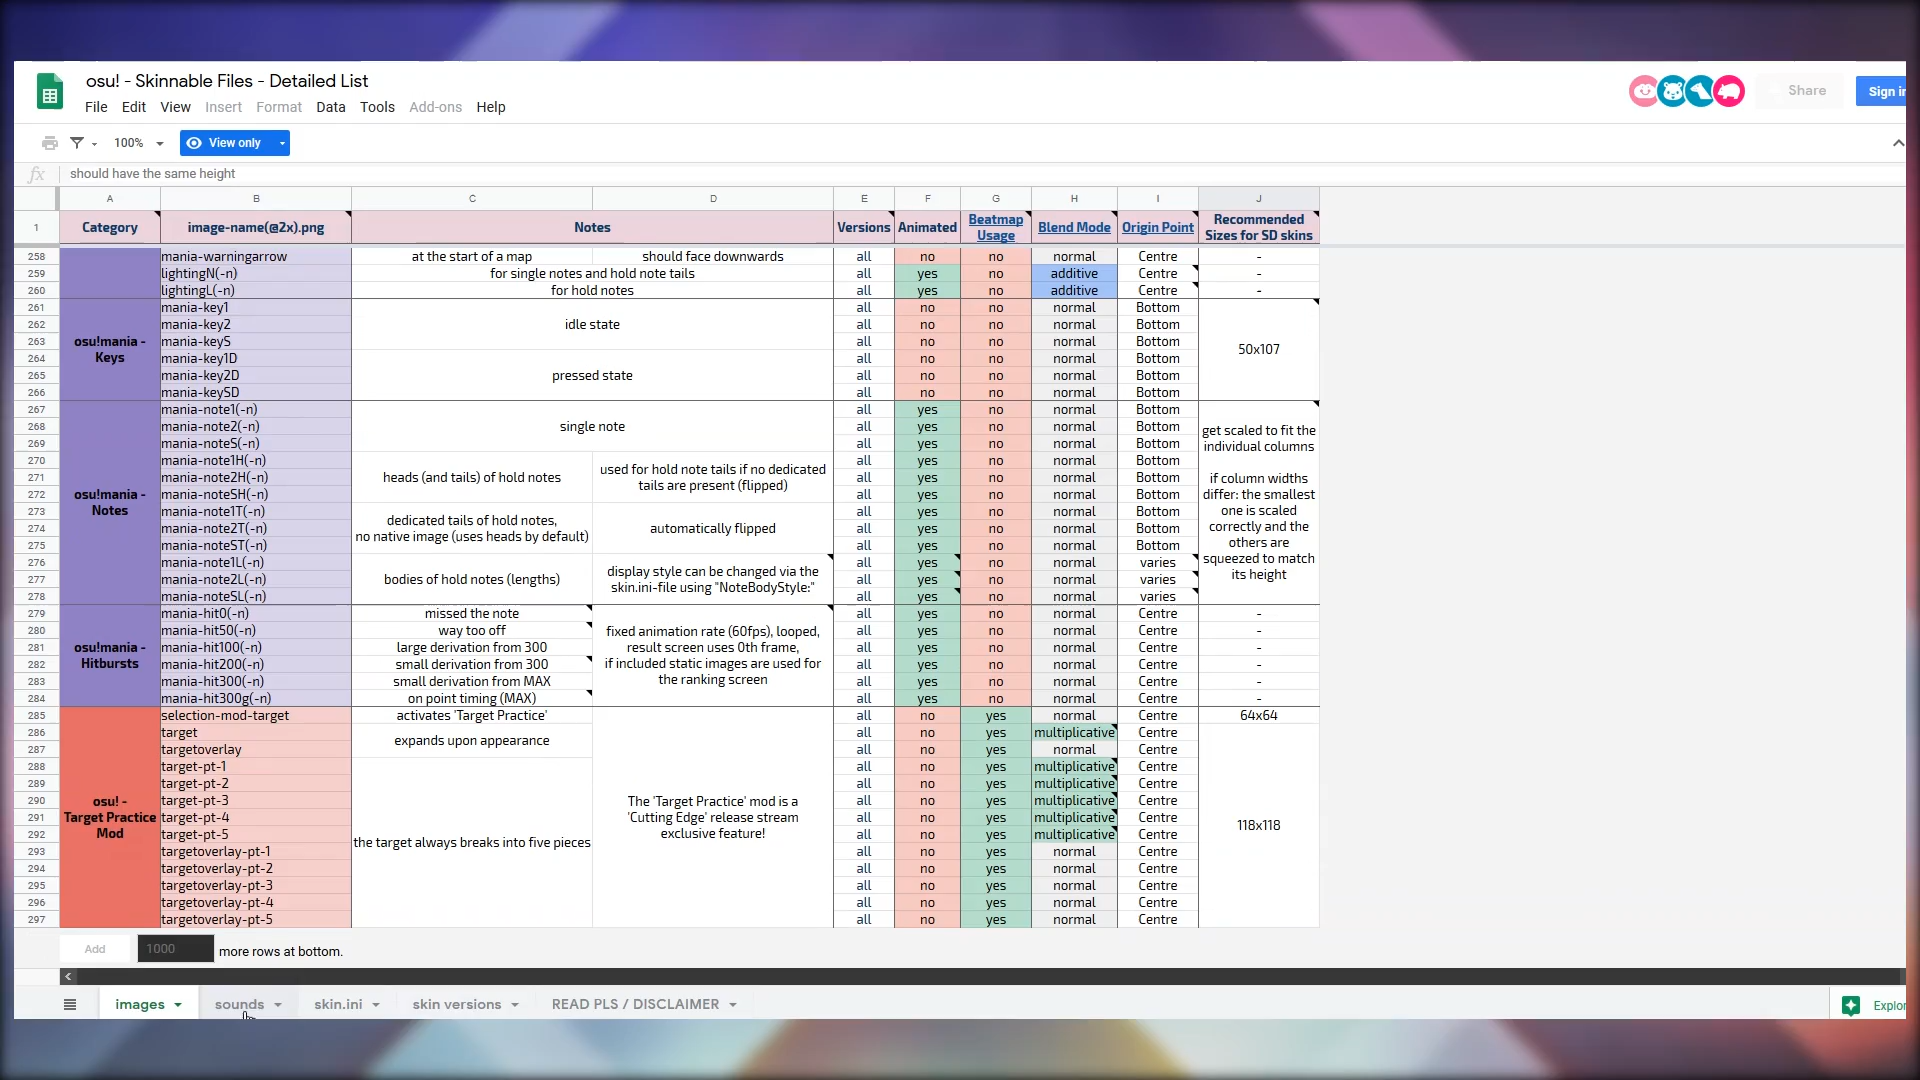 osu! - Skinnable Files - Detailed List
File Edit View Insert Format Data Tools Add-ons Help
Share
Sign in
100% View only
fx should have the same height
A B C D E F G H I J
1 Category image-name(@2x).png Notes Versions Animated Beatmap Usage Blend Mode Origin Point Recommended Sizes for SD skins
258 mania-warningarrow at the start of a map should face downwards all no no normal Centre -
259 lightingN(-n) for single notes and hold note tails all yes no additive Centre -
260 lightingL(-n) for hold notes all yes no additive Centre -
osu!mania - Keys
261 mania-key1 all no no normal Bottom
262 mania-key2 idle state all no no normal Bottom
263 mania-keyS all no no normal Bottom
50x107
264 mania-key1D all no no normal Bottom
265 mania-key2D pressed state all no no normal Bottom
266 mania-keySD all no no normal Bottom
osu!mania - Notes
267 mania-note1(-n) all yes no normal Bottom
268 mania-note2(-n) single note all yes no normal Bottom
269 mania-noteS(-n) all yes no normal Bottom
get scaled to fit the
individual columns
if column widths
differ: the smallest
one is scaled
correctly and the
others are
squeezed to match
its height
270 mania-note1H(-n) all yes no normal Bottom
271 mania-note2H(-n) heads (and tails) of hold notes used for hold note tails if no dedicated tails are present (flipped) all yes no normal Bottom
272 mania-noteSH(-n) all yes no normal Bottom
273 mania-note1T(-n) all yes no normal Bottom
274 mania-note2T(-n) dedicated tails of hold notes, no native image (uses heads by default) automatically flipped all yes no normal Bottom
275 mania-noteST(-n) all yes no normal Bottom
276 mania-note1L(-n) all yes no normal varies
277 mania-note2L(-n) bodies of hold notes (lengths) display style can be changed via the skin.ini-file using "NoteBodyStyle:" all yes no normal varies
278 mania-noteSL(-n) all yes no normal varies
osu!mania - Hitbursts
279 mania-hit0(-n) missed the note all yes no normal Centre -
280 mania-hit50(-n) way too off all yes no normal Centre -
281 mania-hit100(-n) large derivation from 300 all yes no normal Centre -
282 mania-hit200(-n) small derivation from 300 all yes no normal Centre -
283 mania-hit300(-n) small derivation from MAX all yes no normal Centre -
284 mania-hit300g(-n) on point timing (MAX) all yes no normal Centre -
fixed animation rate (60fps), looped,
result screen uses 0th frame,
if included static images are used for
the ranking screen
osu! - Target Practice Mod
285 selection-mod-target activates 'Target Practice' all no yes normal Centre 64x64
286 target expands upon appearance all no yes multiplicative Centre
287 targetoverlay all no yes normal Centre
288 target-pt-1 all no yes multiplicative Centre
289 target-pt-2 all no yes multiplicative Centre
290 target-pt-3 all no yes multiplicative Centre
291 target-pt-4 all no yes multiplicative Centre
292 target-pt-5 all no yes multiplicative Centre
The 'Target Practice' mod is a
'Cutting Edge' release stream
exclusive feature!
118x118
the target always breaks into five pieces
293 targetoverlay-pt-1 all no yes normal Centre
294 targetoverlay-pt-2 all no yes normal Centre
295 targetoverlay-pt-3 all no yes normal Centre
296 targetoverlay-pt-4 all no yes normal Centre
297 targetoverlay-pt-5 all no yes normal Centre
Add 1000 more rows at bottom.
images sounds skin.ini skin versions READ PLS / DISCLAIMER Explor